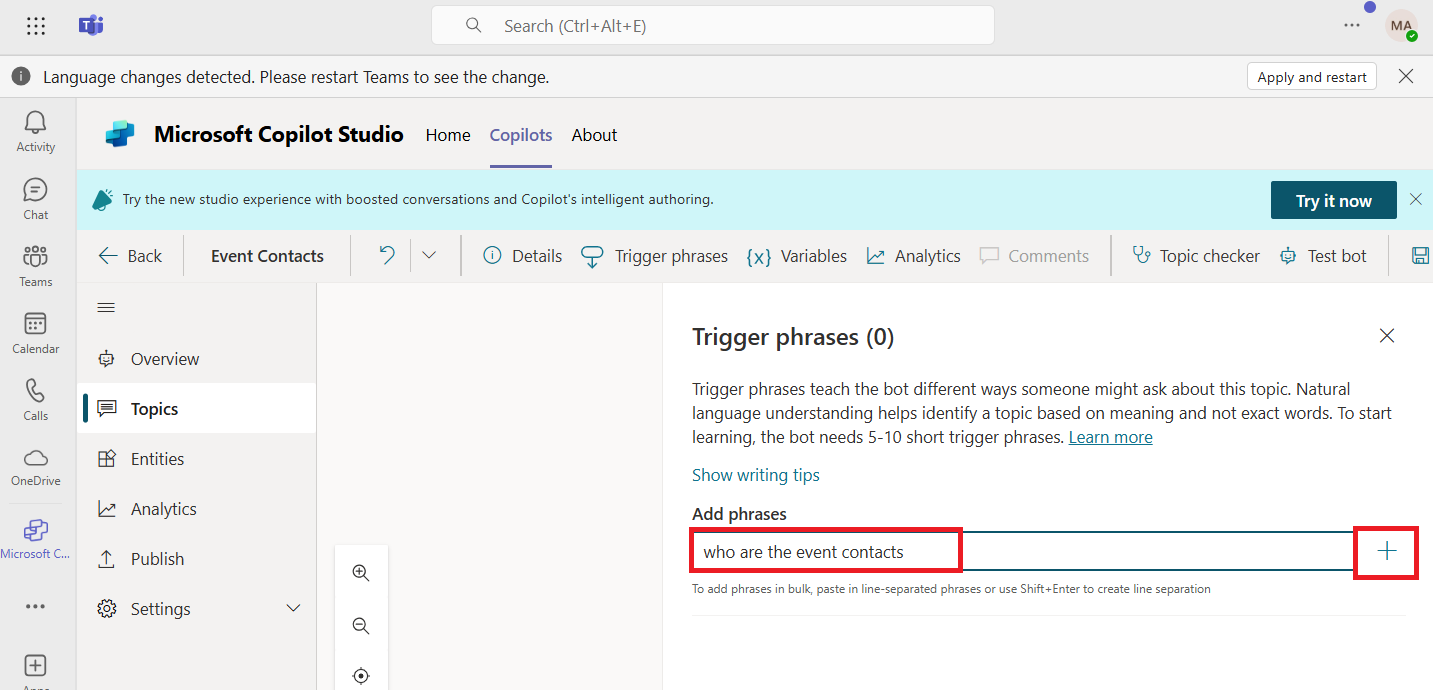 Search (Ctrl+Alt+E)
MA
Language changes detected. Please restart Teams to see the change.
Apply and restart
Activity
Chat
Teams
Calendar
Calls
OneDrive
Microsoft C...
Apps
Microsoft Copilot Studio
Home
Copilots
About
Try the new studio experience with boosted conversations and Copilot's intelligent authoring.
Try it now
Back
Event Contacts
Details
Trigger phrases
{x} Variables
Analytics
Comments
Topic checker
Test bot
Overview
Topics
Entities
Analytics
Publish
Settings
Trigger phrases (0)
Trigger phrases teach the bot different ways someone might ask about this topic. Natural
language understanding helps identify a topic based on meaning and not exact words. To start
learning, the bot needs 5-10 short trigger phrases. Learn more
Show writing tips
Add phrases
who are the event contacts
To add phrases in bulk, paste in line-separated phrases or use Shift+Enter to create line separation